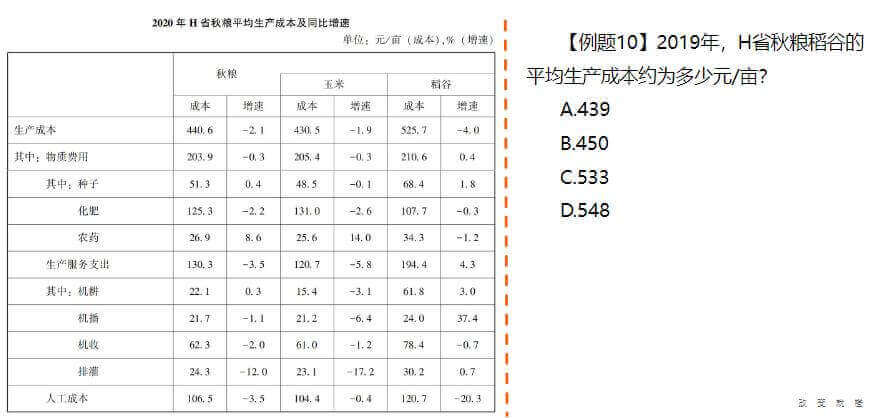 2020 年 H 省秋粮平均生产成本及同比增速
单位：元/亩（成本），%（增速）
秋粮
玉米 稻谷
成本 增速 成本 增速 成本 增速
生产成本 440.6 -2.1 430.5 -1.9 525.7 -4.0
其中：物质费用 203.9 -0.3 205.4 -0.3 210.6 0.4
其中：种子 51.3 0.4 48.5 -0.1 68.4 1.8
化肥 125.3 -2.2 131.0 -2.6 107.7 -0.3
农药 26.9 8.6 25.6 14.0 34.3 -1.2
生产服务支出 130.3 -3.5 120.7 -5.8 194.4 4.3
其中：机耕 22.1 0.3 15.4 -3.1 61.8 3.0
机播 21.7 -1.1 21.2 -6.4 24.0 37.4
机收 62.3 -2.0 61.0 -1.2 78.4 -0.7
排灌 24.3 -12.0 23.1 -17.2 30.2 0.7
人工成本 106.5 -3.5 104.4 -0.4 120.7 -20.3
【例题10】2019年，H省秋粮稻谷的
平均生产成本约为多少元/亩？
A.439
B.450
C.533
D.548